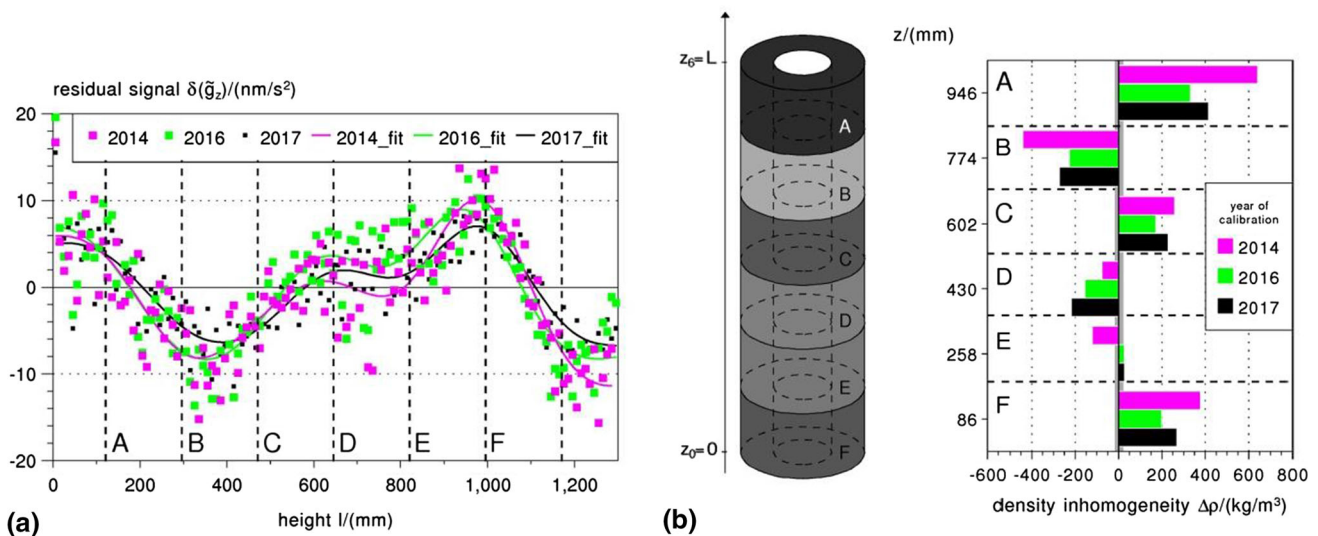 residual signal δ(g̃z)/(nm/s²)
20
10
0
-10
-20
2014 2016 2017 2014_fit 2016_fit 2017_fit
A B C D E F
0 200 400 600 800 1,000 1,200
height l/(mm)
(a)
z₆=L
z₀=0
A
B
C
D
E
F
(b)
z/(mm)
A
946
B
774
C
602
D
430
E
258
F
86
year of
calibration
2014
2016
2017
-600 -400 -200 0 200 400 600 800
density inhomogeneity Δρ/(kg/m³)